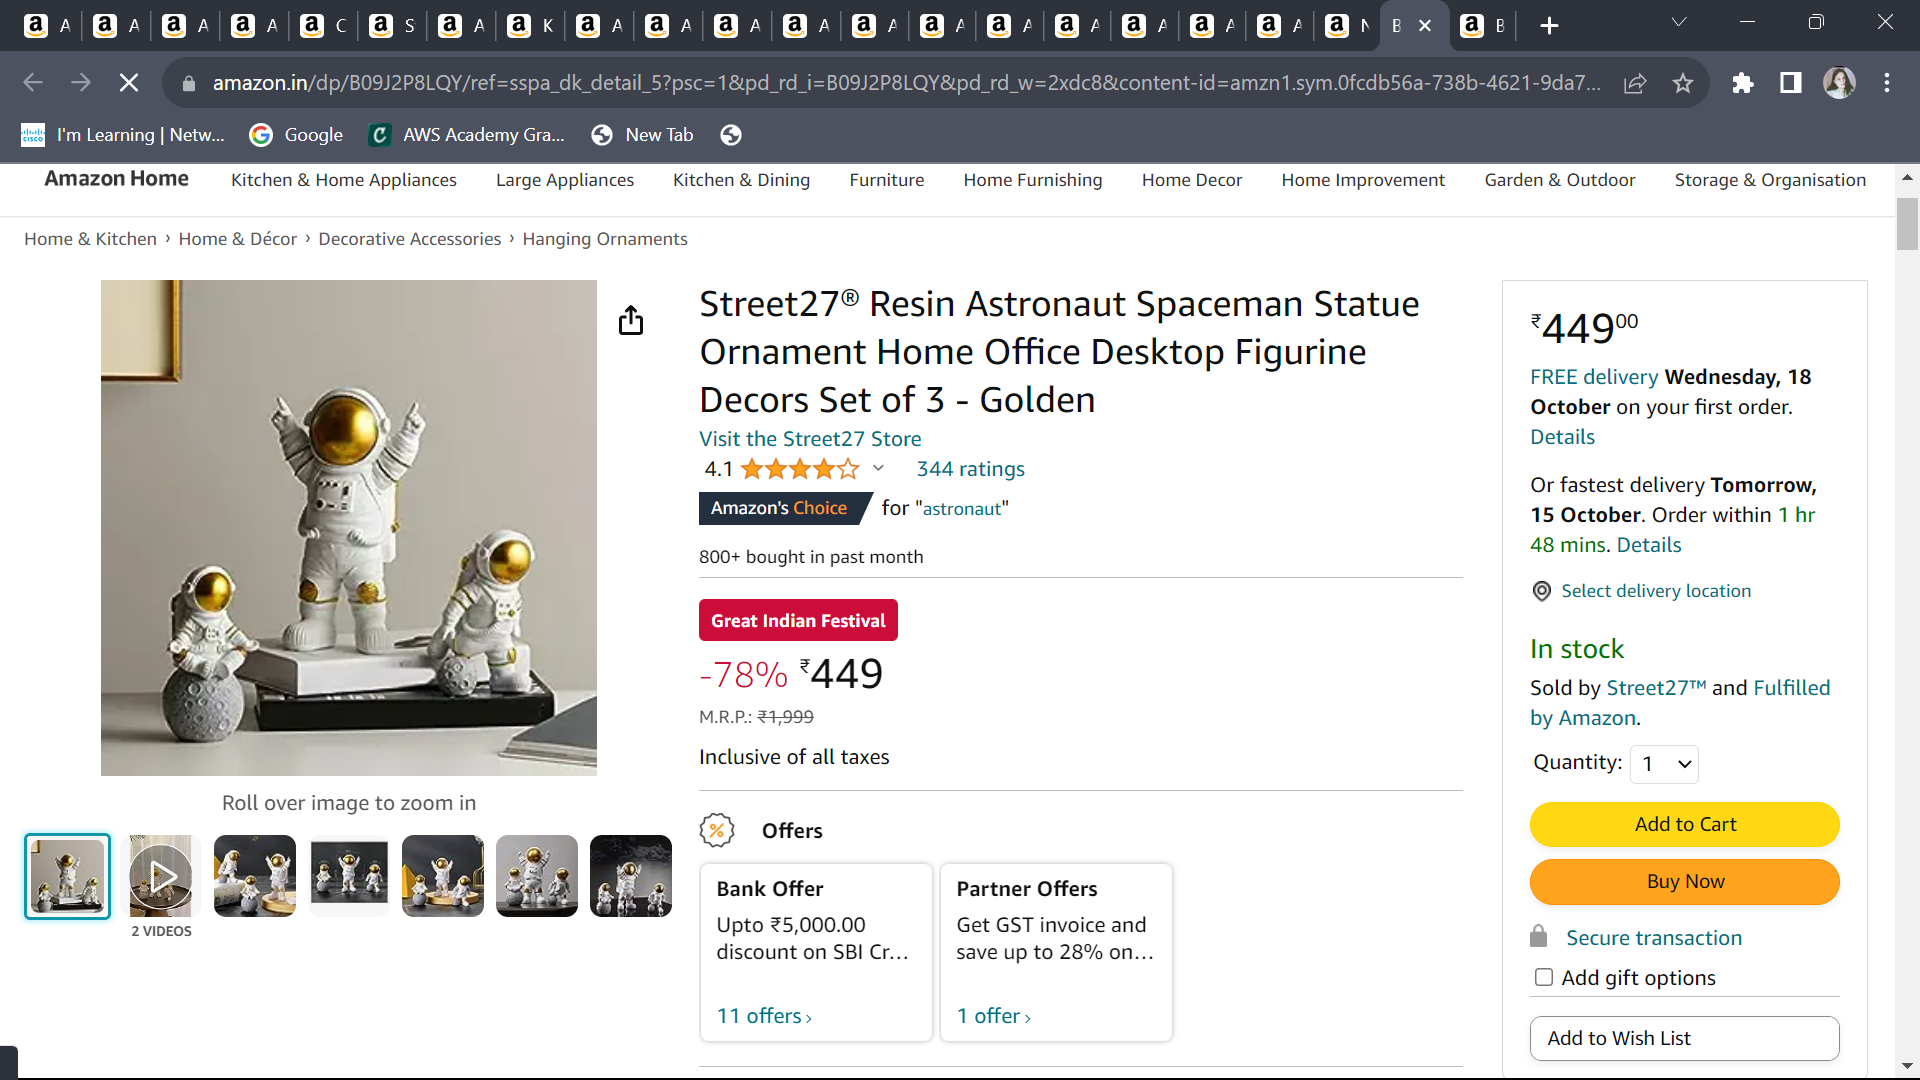 A A A A C S A K A A A A A A A A A A A N B B
amazon.in/dp/B09J2P8LQY/ref=sspa_dk_detail_5?psc=1&pd_rd_i=B09J2P8LQY&pd_rd_w=2xdc8&content-id=amzn1.sym.0fcdb56a-738b-4621-9da7...
I'm Learning | Netw... Google AWS Academy Gra... New Tab
Amazon Home Kitchen & Home Appliances Large Appliances Kitchen & Dining Furniture Home Furnishing Home Decor Home Improvement Garden & Outdoor Storage & Organisation
Home & Kitchen › Home & Décor › Decorative Accessories › Hanging Ornaments
Roll over image to zoom in
2 VIDEOS
Street27® Resin Astronaut Spaceman Statue
Ornament Home Office Desktop Figurine
Decors Set of 3 - Golden
Visit the Street27 Store
4.1 344 ratings
Amazon's Choice for "astronaut"
800+ bought in past month
Great Indian Festival
-78% ₹449
M.R.P.: ₹1,999
Inclusive of all taxes
Offers
Bank Offer
Upto ₹5,000.00
discount on SBI Cr...
11 offers ›
Partner Offers
Get GST invoice and
save up to 28% on...
1 offer ›
₹449 00
FREE delivery Wednesday, 18
October on your first order.
Details
Or fastest delivery Tomorrow,
15 October. Order within 1 hr
48 mins. Details
Select delivery location
In stock
Sold by Street27™ and Fulfilled
by Amazon.
Quantity: 1
Add to Cart
Buy Now
Secure transaction
Add gift options
Add to Wish List